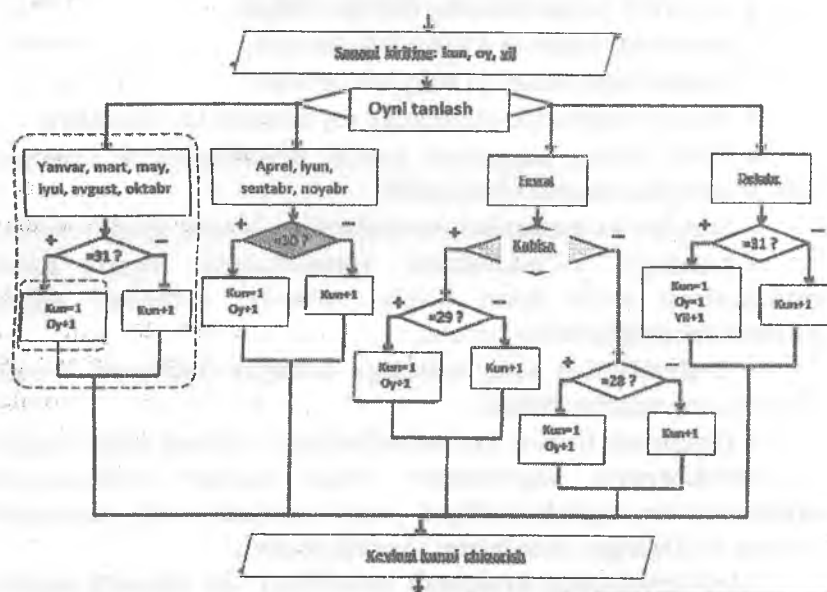 Sanani kiriting: kun, oy, yil
Oynl tanlash
Yanvar, mart, may,
iyul, avgust, oktabr
Aprel, Iyun,
sentabr, noyabr
Fevral
Dekabr
+
=31 ?
−
+
=30 ?
−
+
Kabisa
−
+
=31 ?
−
Kun=1
Oy+1
Kun+1
Kun=1
Oy+1
Kun+1
+
=29 ?
−
Kun=1
Oy=1
Yil+1
Kun+1
Kun=1
Oy+1
Kun+1
+
=28 ?
−
Kun=1
Oy+1
Kun+1
Keyingi kunni chiqarish